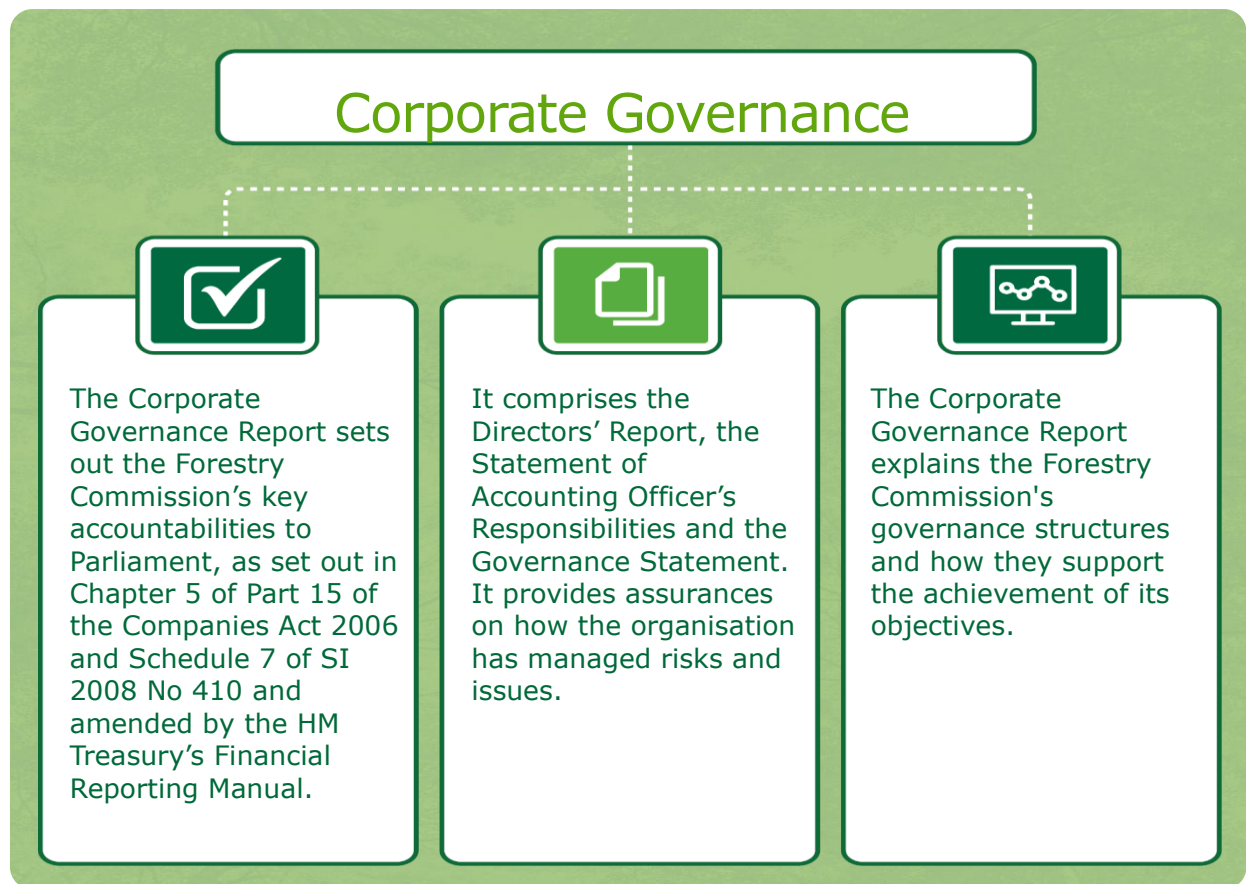 Corporate Governance
The Corporate
Governance Report sets
out the Forestry
Commission’s key
accountabilities to
Parliament, as set out in
Chapter 5 of Part 15 of
the Companies Act 2006
and Schedule 7 of SI
2008 No 410 and
amended by the HM
Treasury’s Financial
Reporting Manual.
It comprises the
Directors’ Report, the
Statement of
Accounting Officer’s
Responsibilities and the
Governance Statement.
It provides assurances
on how the organisation
has managed risks and
issues.
The Corporate
Governance Report
explains the Forestry
Commission's
governance structures
and how they support
the achievement of its
objectives.